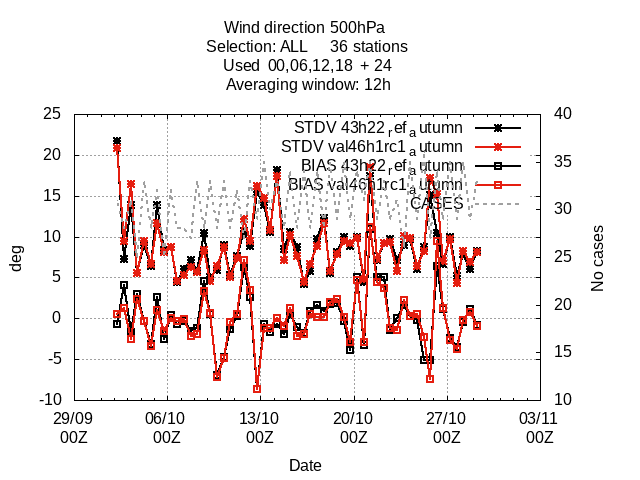 Wind direction 500hPa
Selection: ALL 36 stations
Used 00,06,12,18 + 24
Averaging window: 12h
STDV 43h22_ref_autumn
STDV val46h1rc1_autumn
BIAS 43h22_ref_autumn
BIAS val46h1rc1_autumn
CASES
25
20
15
10
5
0
-5
-10
deg
40
35
30
25
20
15
10
No cases
29/09 06/10 13/10 20/10 27/10 03/11
00Z 00Z 00Z 00Z 00Z 00Z
Date